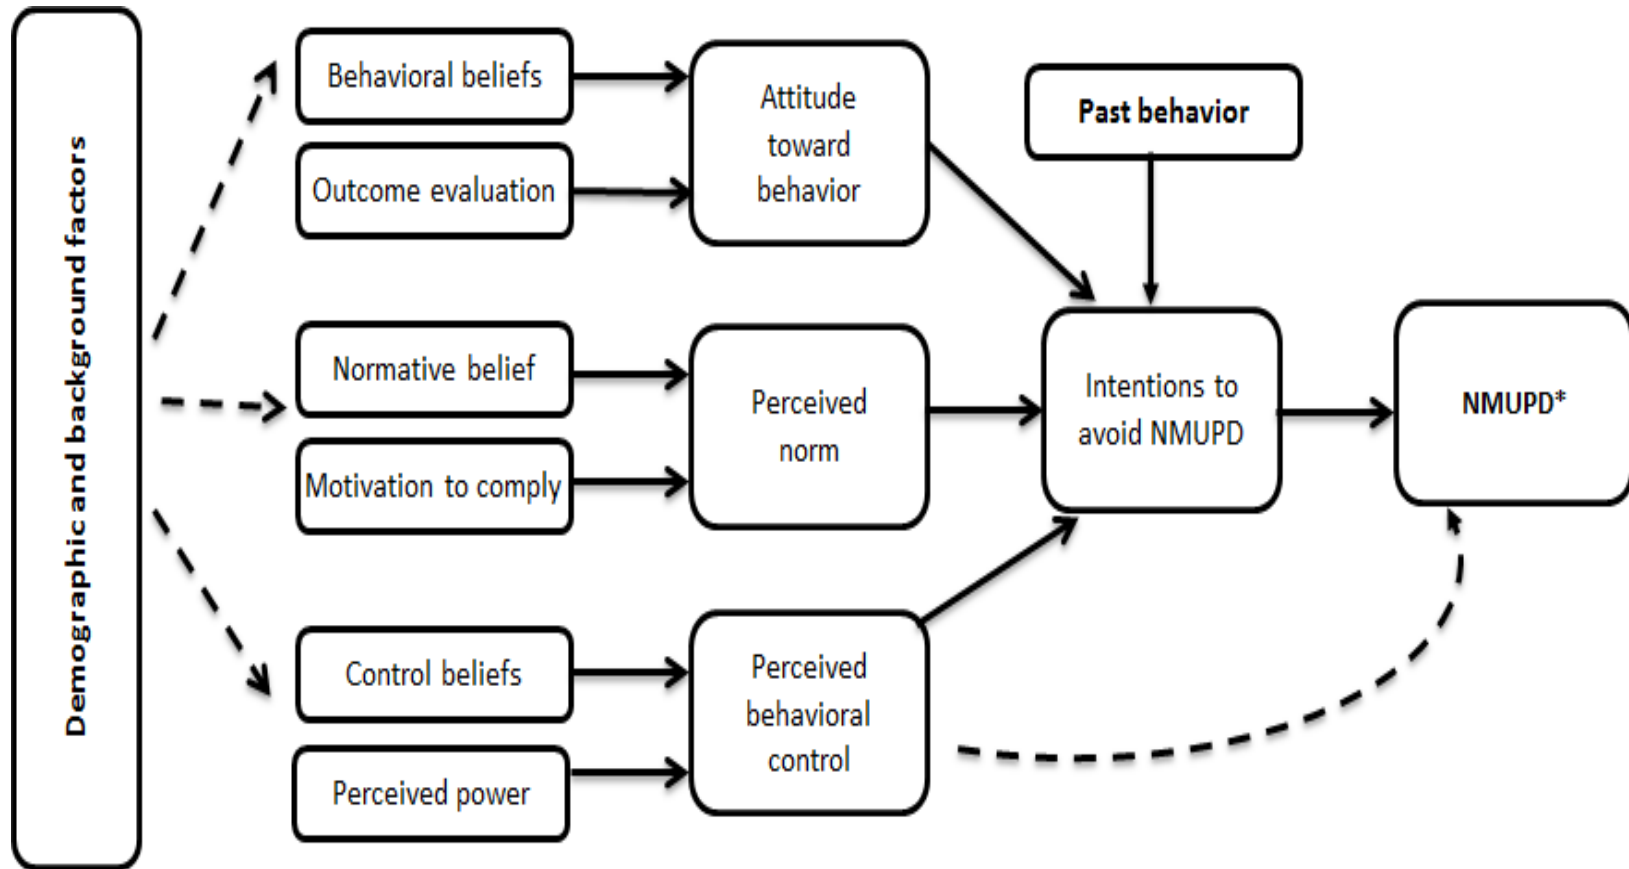 Demographic and background factors
Behavioral beliefs
Outcome evaluation
Normative belief
Motivation to comply
Control beliefs
Perceived power
Attitude
toward
behavior
Perceived
norm
Perceived
behavioral
control
Past behavior
Intentions to
avoid NMUPD
NMUPD*